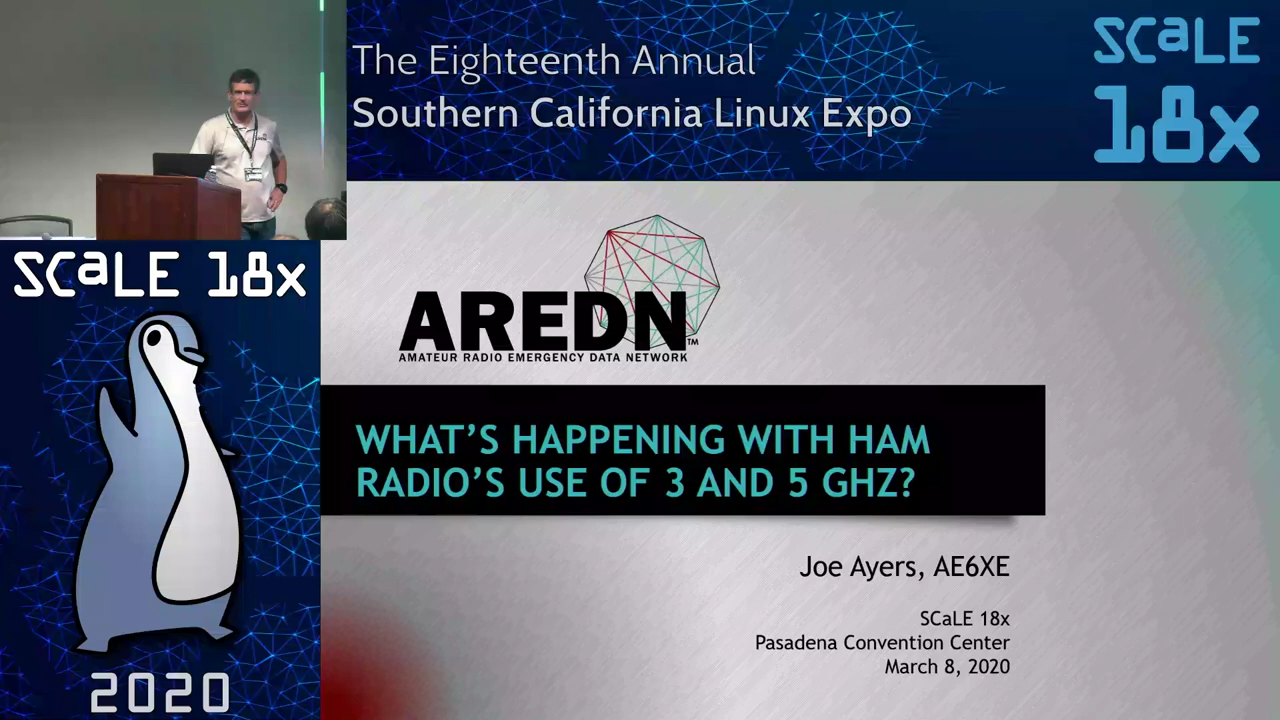 The Eighteenth Annual
Southern California Linux Expo
SCaLE
18x
SCaLE 18x
2020
AREDN™
AMATEUR RADIO EMERGENCY DATA NETWORK
WHAT'S HAPPENING WITH HAM
RADIO'S USE OF 3 AND 5 GHZ?
Joe Ayers, AE6XE
SCaLE 18x
Pasadena Convention Center
March 8, 2020